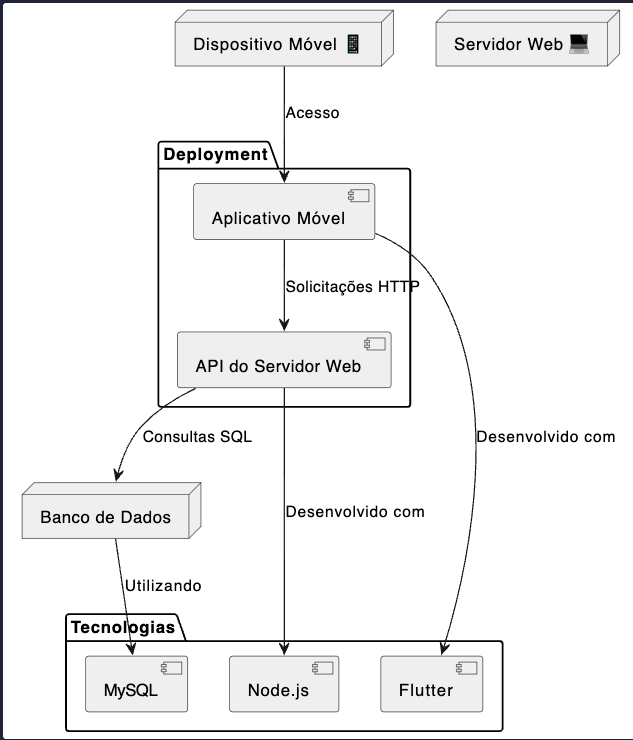 Dispositivo Móvel 📱
Servidor Web 💻
Acesso
Deployment
Aplicativo Móvel
Solicitações HTTP
API do Servidor Web
Consultas SQL
Desenvolvido com
Banco de Dados
Desenvolvido com
Utilizando
Tecnologias
MySQL
Node.js
Flutter